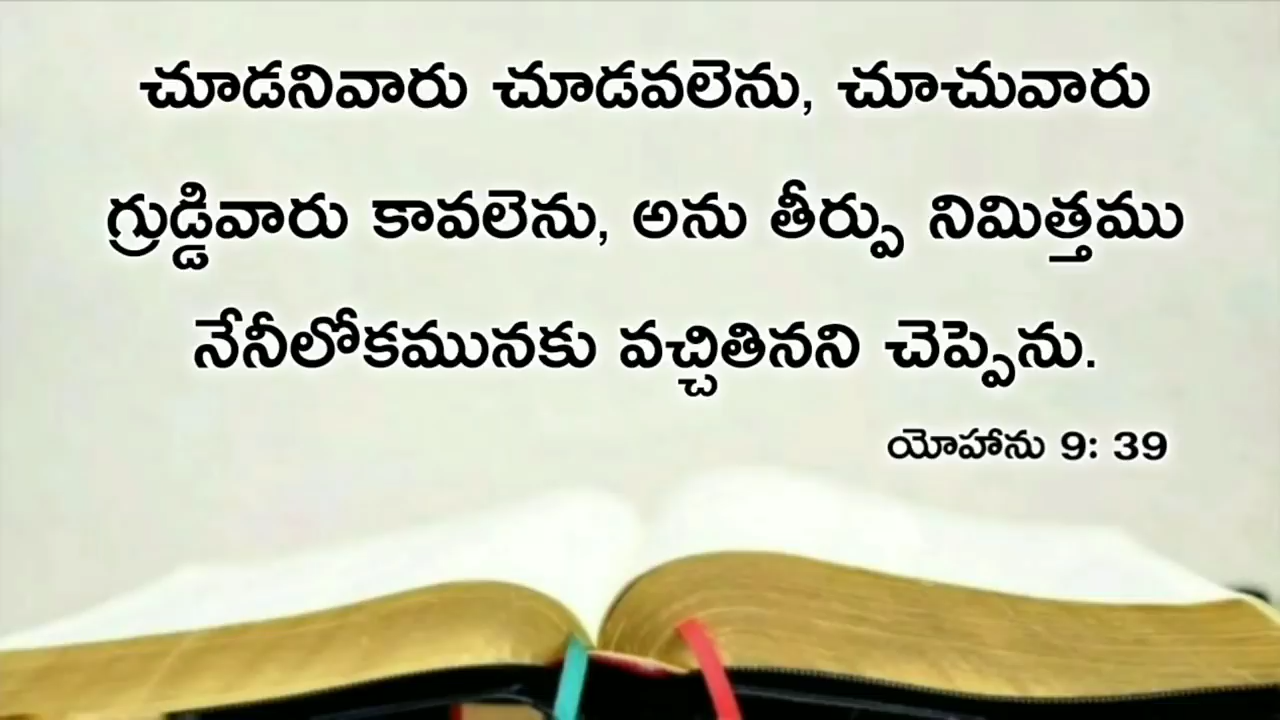 చూడనివారు చూడవలెను, చూచువారు
గ్రుడ్డివారు కావలెను, అను తీర్పు నిమిత్తము
నేనీలోకమునకు వచ్చితినని చెప్పెను.
యోహాను 9: 39